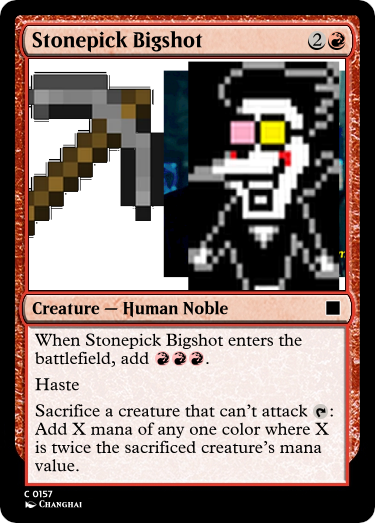 Stonepick Bigshot 2
Creature — Human Noble
When Stonepick Bigshot enters the
battlefield, add .
Haste
Sacrifice a creature that can't attack :
Add X mana of any one color where X
is twice the sacrificed creature's mana
value.
C 0157
CHANGHAI